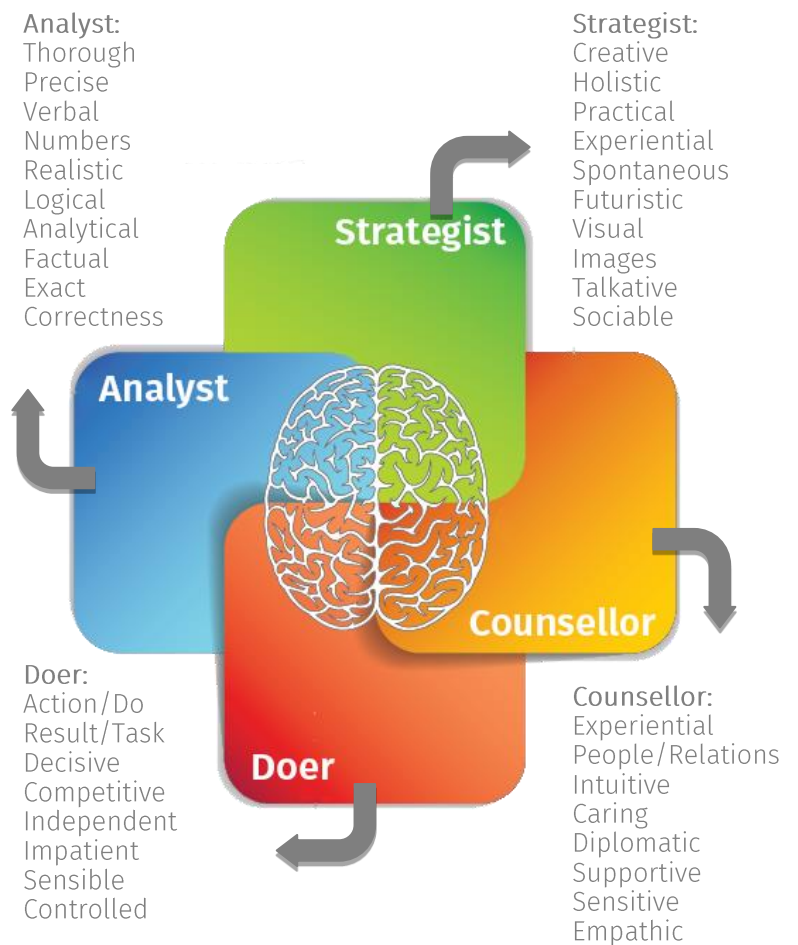 Analyst:
Thorough
Precise
Verbal
Numbers
Realistic
Logical
Analytical
Factual
Exact
Correctness
Strategist:
Creative
Holistic
Practical
Experiential
Spontaneous
Futuristic
Visual
Images
Talkative
Sociable
Strategist
Analyst
Counsellor
Doer
Doer:
Action/Do
Result/Task
Decisive
Competitive
Independent
Impatient
Sensible
Controlled
Counsellor:
Experiential
People/Relations
Intuitive
Caring
Diplomatic
Supportive
Sensitive
Empathic